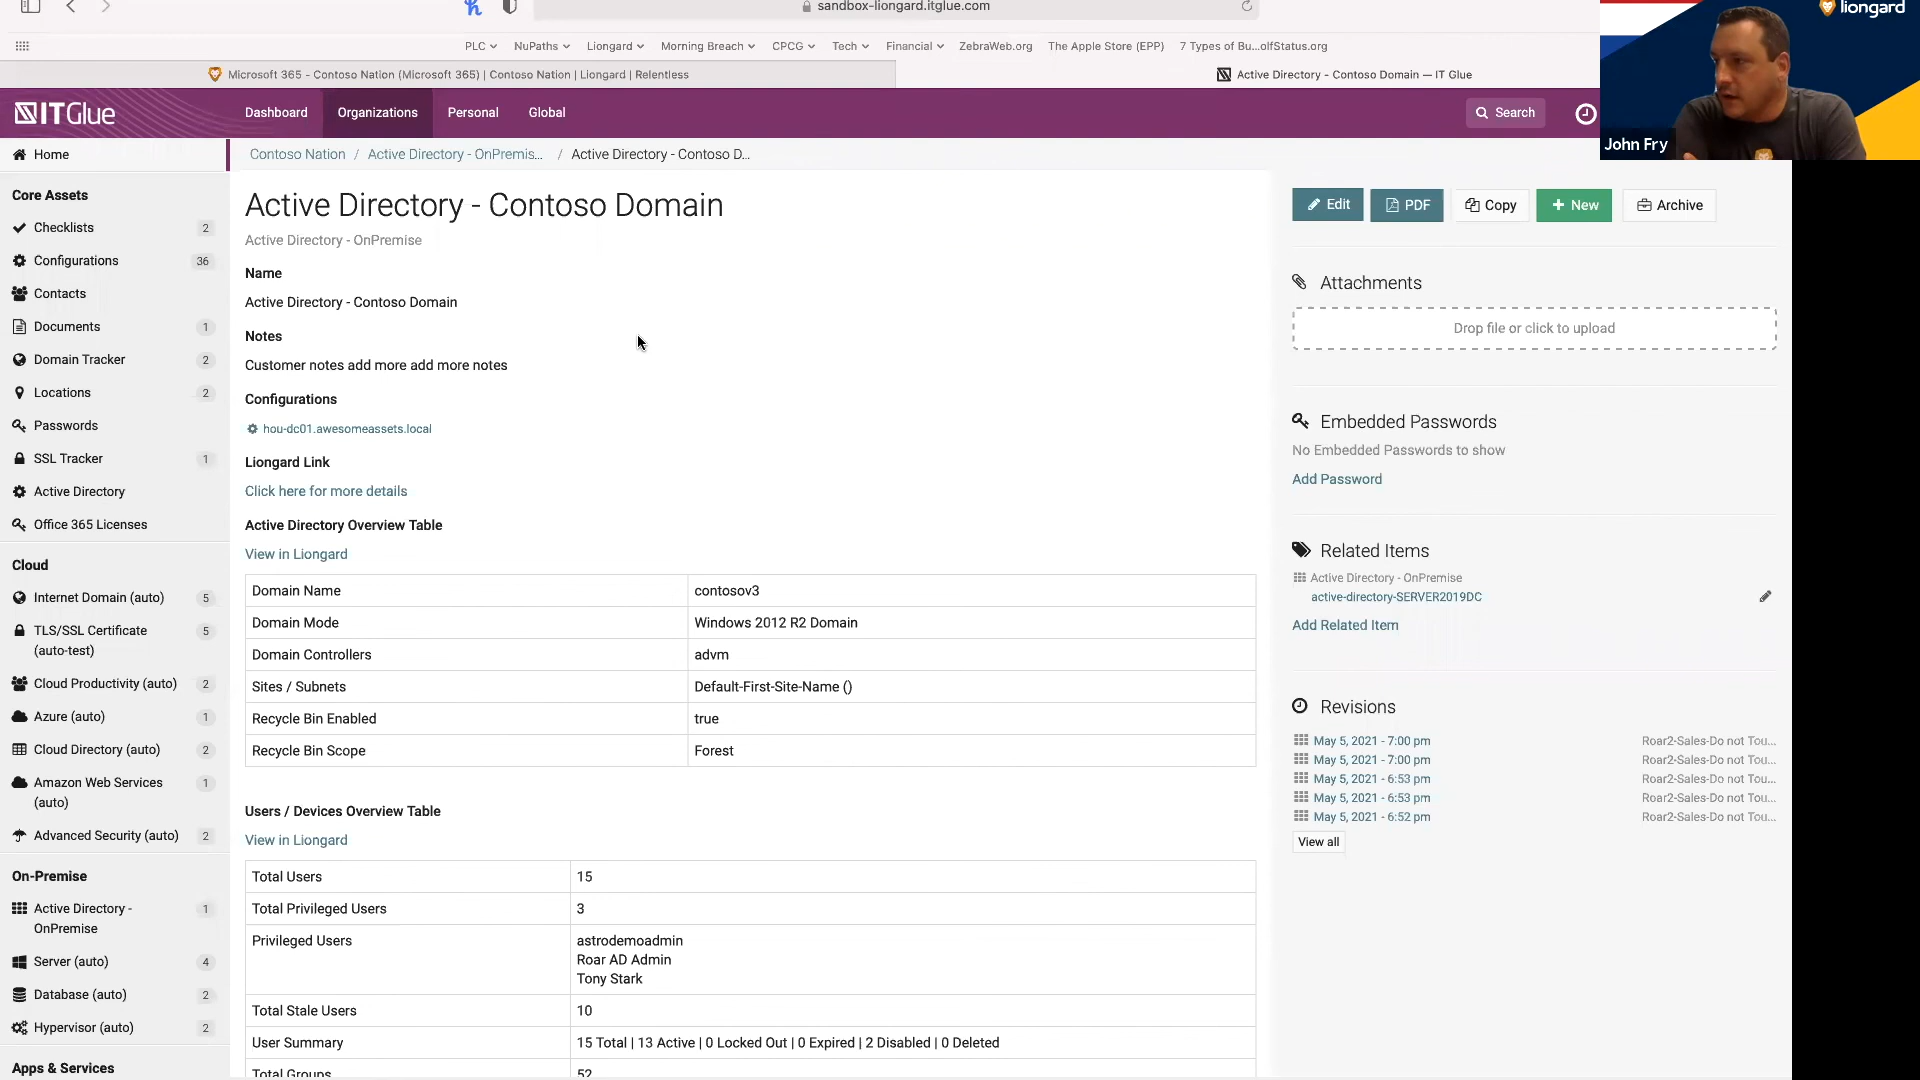 sandbox-liongard.itglue.com
PLC NuPaths Liongard Morning Breach CPCG Tech Financial ZebraWeb.org The Apple Store (EPP) 7 Types of Bu...olfStatus.org
Microsoft 365 - Contoso Nation (Microsoft 365) | Contoso Nation | Liongard | Relentless
Active Directory - Contoso Domain — IT Glue
liongard
John Fry
ITGlue
Dashboard Organizations Personal Global
Search
Home
Contoso Nation / Active Directory - OnPremis... / Active Directory - Contoso D...
Core Assets
Checklists 2
Configurations 36
Contacts
Documents 1
Domain Tracker 2
Locations 2
Passwords
SSL Tracker 1
Active Directory
Office 365 Licenses
Cloud
Internet Domain (auto) 5
TLS/SSL Certificate 5
(auto-test)
Cloud Productivity (auto) 2
Azure (auto) 1
Cloud Directory (auto) 2
Amazon Web Services 1
(auto)
Advanced Security (auto) 2
On-Premise
Active Directory - 1
OnPremise
Server (auto) 4
Database (auto) 2
Hypervisor (auto) 2
Apps & Services
Active Directory - Contoso Domain
Active Directory - OnPremise
Name
Active Directory - Contoso Domain
Notes
Customer notes add more add more notes
Configurations
hou-dc01.awesomeassets.local
Liongard Link
Click here for more details
Active Directory Overview Table
View in Liongard
Domain Name contosov3
Domain Mode Windows 2012 R2 Domain
Domain Controllers advm
Sites / Subnets Default-First-Site-Name ()
Recycle Bin Enabled true
Recycle Bin Scope Forest
Users / Devices Overview Table
View in Liongard
Total Users 15
Total Privileged Users 3
Privileged Users astrodemoadmin
Roar AD Admin
Tony Stark
Total Stale Users 10
User Summary 15 Total | 13 Active | 0 Locked Out | 0 Expired | 2 Disabled | 0 Deleted
Total Groups 52
Edit PDF Copy + New Archive
Attachments
Drop file or click to upload
Embedded Passwords
No Embedded Passwords to show
Add Password
Related Items
Active Directory - OnPremise
active-directory-SERVER2019DC
Add Related Item
Revisions
May 5, 2021 - 7:00 pm Roar2-Sales-Do not Tou...
May 5, 2021 - 7:00 pm Roar2-Sales-Do not Tou...
May 5, 2021 - 6:53 pm Roar2-Sales-Do not Tou...
May 5, 2021 - 6:53 pm Roar2-Sales-Do not Tou...
May 5, 2021 - 6:52 pm Roar2-Sales-Do not Tou...
View all